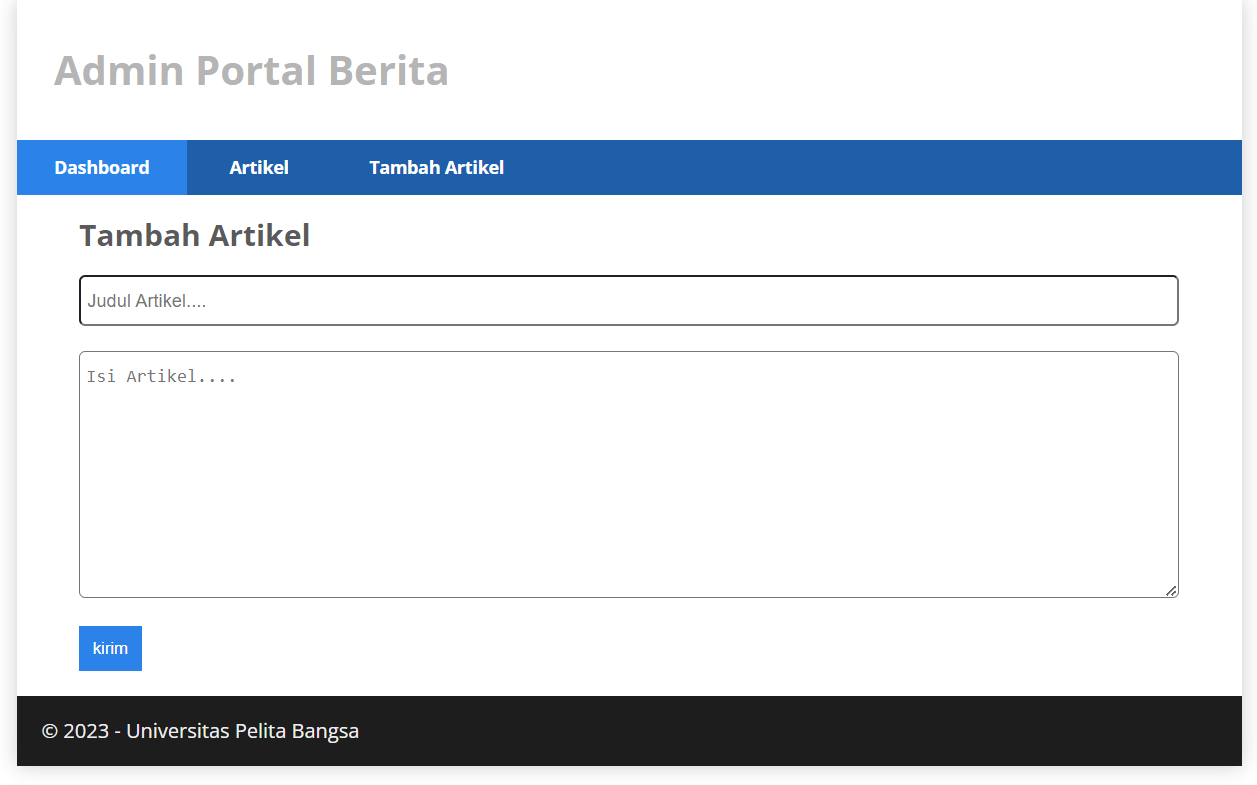 Admin Portal Berita
Dashboard Artikel Tambah Artikel
Tambah Artikel
Judul Artikel....
Isi Artikel....
kirim
© 2023 - Universitas Pelita Bangsa